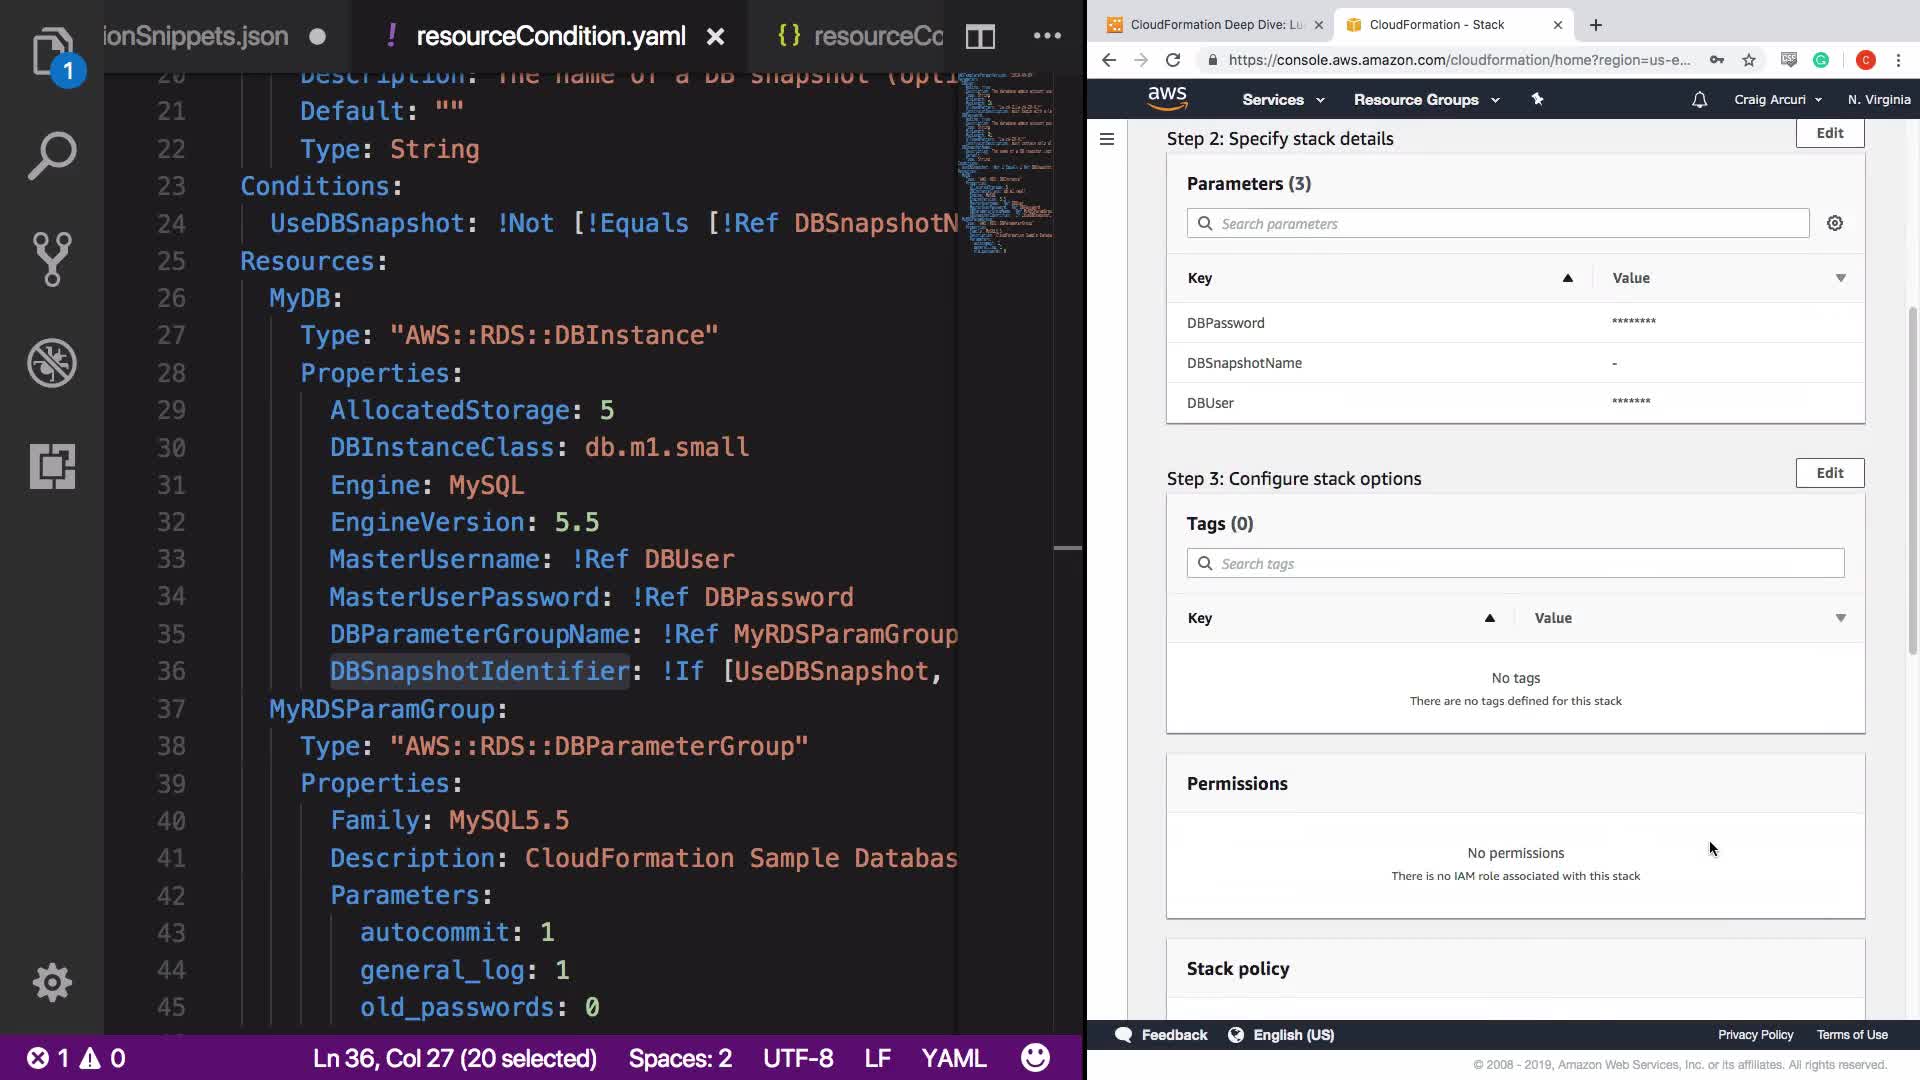 ionSnippets.json
! resourceCondition.yaml
{} resourceCo
1
20 Description: The name of a DB snapshot (opti
21 Default: ""
22 Type: String
23 Conditions:
24 UseDBSnapshot: !Not [!Equals [!Ref DBSnapshotN
25 Resources:
26 MyDB:
27 Type: "AWS::RDS::DBInstance"
28 Properties:
29 AllocatedStorage: 5
30 DBInstanceClass: db.m1.small
31 Engine: MySQL
32 EngineVersion: 5.5
33 MasterUsername: !Ref DBUser
34 MasterUserPassword: !Ref DBPassword
35 DBParameterGroupName: !Ref MyRDSParamGroup
36 DBSnapshotIdentifier: !If [UseDBSnapshot,
37 MyRDSParamGroup:
38 Type: "AWS::RDS::DBParameterGroup"
39 Properties:
40 Family: MySQL5.5
41 Description: CloudFormation Sample Databas
42 Parameters:
43 autocommit: 1
44 general_log: 1
45 old_passwords: 0
1 0 Ln 36, Col 27 (20 selected) Spaces: 2 UTF-8 LF YAML
CloudFormation Deep Dive: Lu
CloudFormation - Stack
https://console.aws.amazon.com/cloudformation/home?region=us-e...
C
aws Services Resource Groups Craig Arcuri N. Virginia
Step 2: Specify stack details
Edit
Parameters (3)
Search parameters
Key Value
DBPassword ********
DBSnapshotName -
DBUser *******
Step 3: Configure stack options
Edit
Tags (0)
Search tags
Key Value
No tags
There are no tags defined for this stack
Permissions
No permissions
There is no IAM role associated with this stack
Stack policy
Feedback English (US) Privacy Policy Terms of Use
© 2008 - 2019, Amazon Web Services, Inc. or its affiliates. All rights reserved.